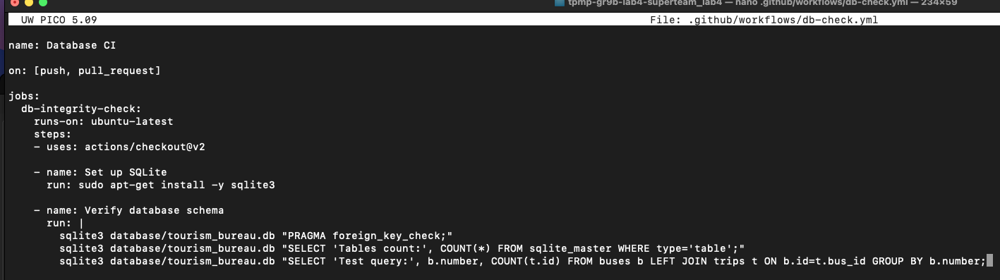 tpmp-gr9b-lab4-superteam_lab4 — nano .github/workflows/db-check.yml — 234×59
UW PICO 5.09 File: .github/workflows/db-check.yml
name: Database CI
on: [push, pull_request]
jobs:
  db-integrity-check:
    runs-on: ubuntu-latest
    steps:
    - uses: actions/checkout@v2
    - name: Set up SQLite
      run: sudo apt-get install -y sqlite3
    - name: Verify database schema
      run: |
        sqlite3 database/tourism_bureau.db "PRAGMA foreign_key_check;"
        sqlite3 database/tourism_bureau.db "SELECT 'Tables count:', COUNT(*) FROM sqlite_master WHERE type='table';"
        sqlite3 database/tourism_bureau.db "SELECT 'Test query:', b.number, COUNT(t.id) FROM buses b LEFT JOIN trips t ON b.id=t.bus_id GROUP BY b.number;